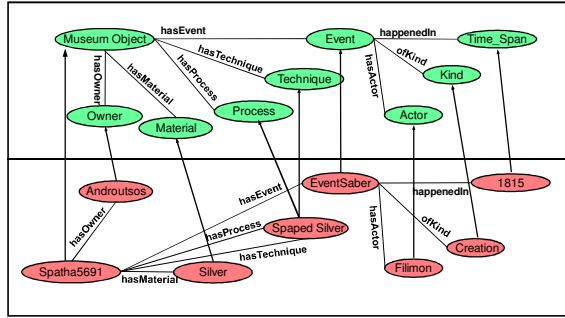 Museum Object
hasEvent
Event
happenedIn
Time_Span
hasTechnique
ofKind
hasOwner
hasMaterial
hasProcess
Technique
hasActor
Kind
Owner
Material
Process
Actor
Androutsos
hasEvent
EventSaber
happenedIn
1815
hasOwner
hasProcess
Spaped Silver
hasActor
ofKind
hasTechnique
Creation
Spatha5691
hasMaterial
Silver
Filimon